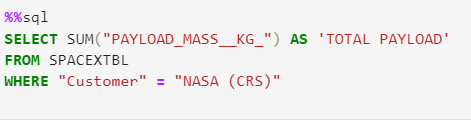 %%sql
SELECT SUM("PAYLOAD_MASS__KG_") AS 'TOTAL PAYLOAD'
FROM SPACEXTBL
WHERE "Customer" = "NASA (CRS)"